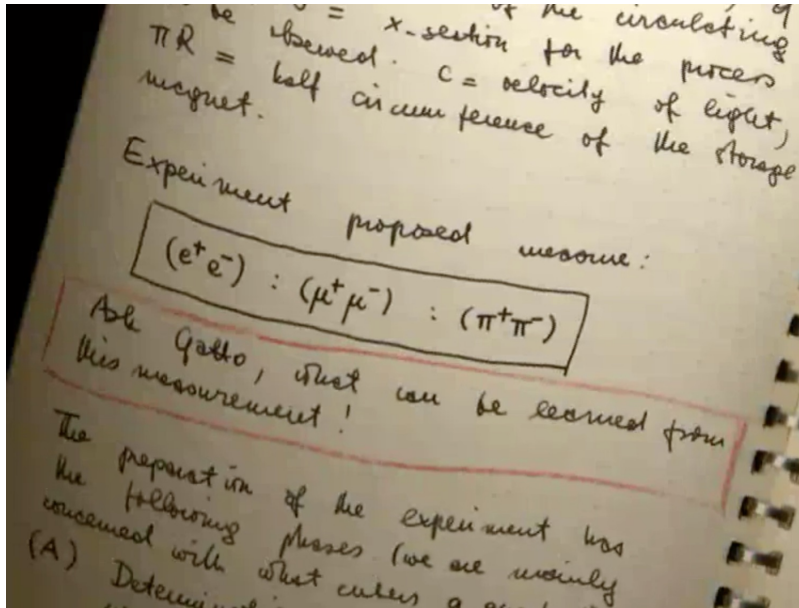 = of the circulating
be observed. = x-section for the process
πR = half circumference of the storage
c = velocity of light,
magnet.
Experiment proposed measure:
(e⁺e⁻) : (μ⁺μ⁻) : (π⁺π⁻)
Ask Gatto, what can be learned from
this measurement!
The preparation of the experiment has
the following phases (we are mainly
concerned with what enters a
(A)